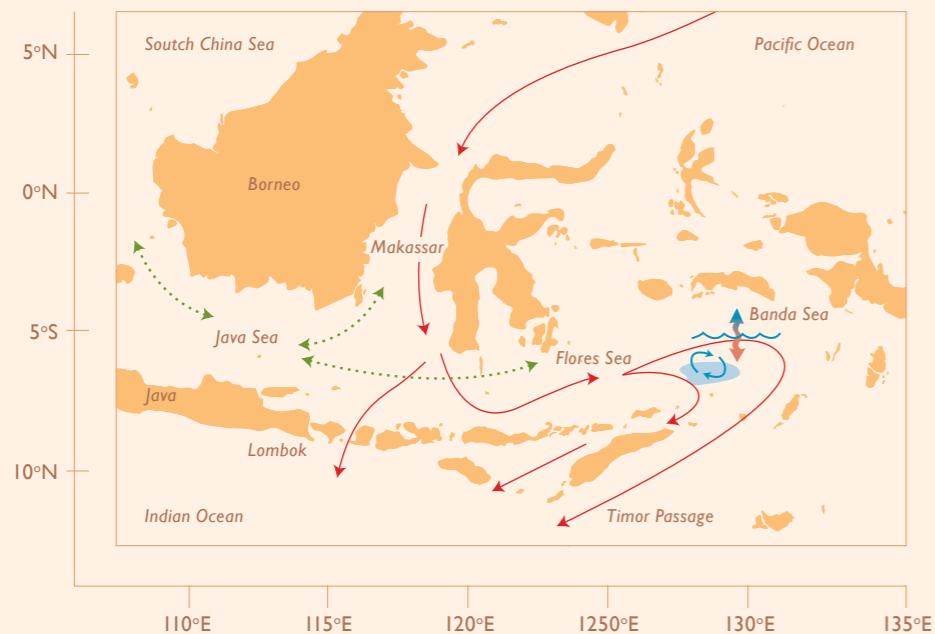 5°N
Soutch China Sea
Pacific Ocean
0°N
Borneo
Makassar
Banda Sea
5°S
Java Sea
Flores Sea
Java
Lombok
10°N
Indian Ocean
Timor Passage
110°E
115°E
120°E
1250°E
130°E
135°E